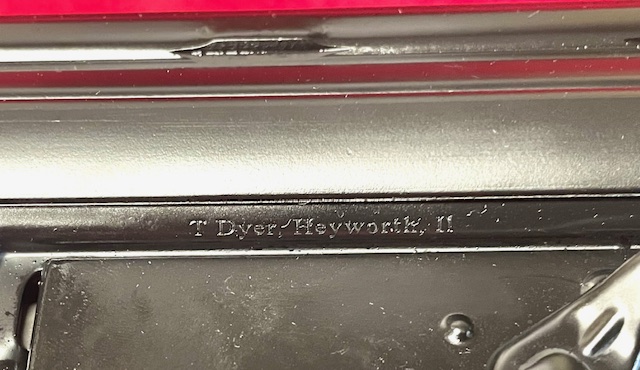 T Dyer, Heyworth, Il